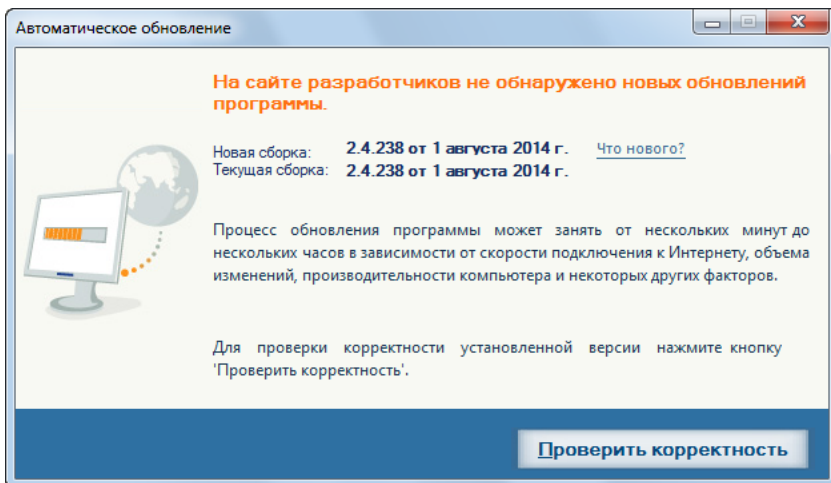 Автоматическое обновление
На сайте разработчиков не обнаружено новых обновлений
программы.
Новая сборка: 2.4.238 от 1 августа 2014 г. Что нового?
Текущая сборка: 2.4.238 от 1 августа 2014 г.
Процесс обновления программы может занять от нескольких минут до
нескольких часов в зависимости от скорости подключения к Интернету, объема
изменений, производительности компьютера и некоторых других факторов.
Для проверки корректности установленной версии нажмите кнопку
'Проверить корректность'.
Проверить корректность